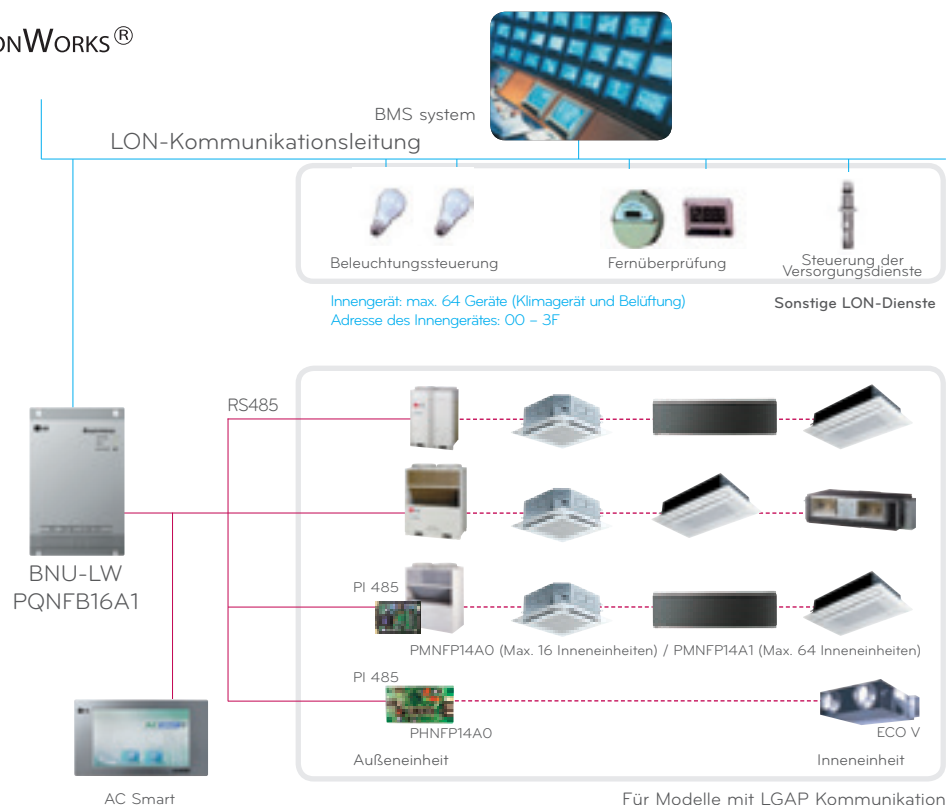 ONWORKS®
BMS system
LON-Kommunikationsleitung
Beleuchtungssteuerung
Fernüberprüfung
Steuerung der
Versorgungsdienste
Innengerät: max. 64 Geräte (Klimagerät und Belüftung)
Adresse des Innengerätes: 00 – 3F
Sonstige LON-Dienste
RS485
BNU-LW
PQNFB16A1
PI 485
PMNFP14A0 (Max. 16 Inneneinheiten) / PMNFP14A1 (Max. 64 Inneneinheiten)
PI 485
PHNFP14A0
ECO V
Außeneinheit
Inneneinheit
AC Smart
Für Modelle mit LGAP Kommunikation